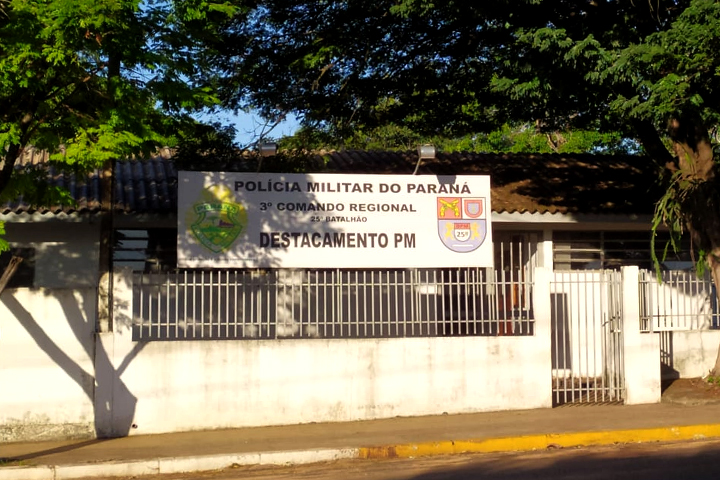 POLÍCIA MILITAR DO PARANÁ
3º COMANDO REGIONAL
25º BATALHÃO
DESTACAMENTO PM
25º